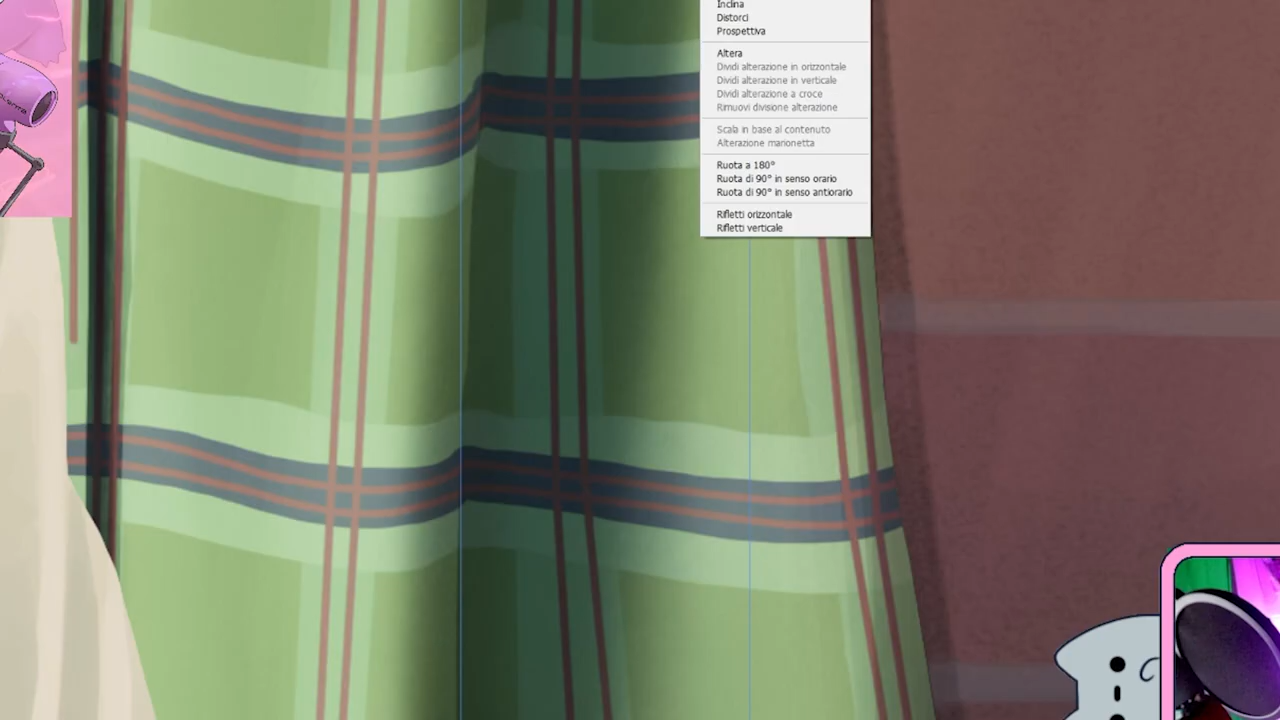 Inclina
Distorci
Prospettiva
Altera
Dividi alterazione in orizzontale
Dividi alterazione in verticale
Dividi alterazione a croce
Rimuovi divisione alterazione
Scala in base al contenuto
Alterazione marionetta
Ruota a 180°
Ruota di 90° in senso orario
Ruota di 90° in senso antiorario
Rifletti orizzontale
Rifletti verticale